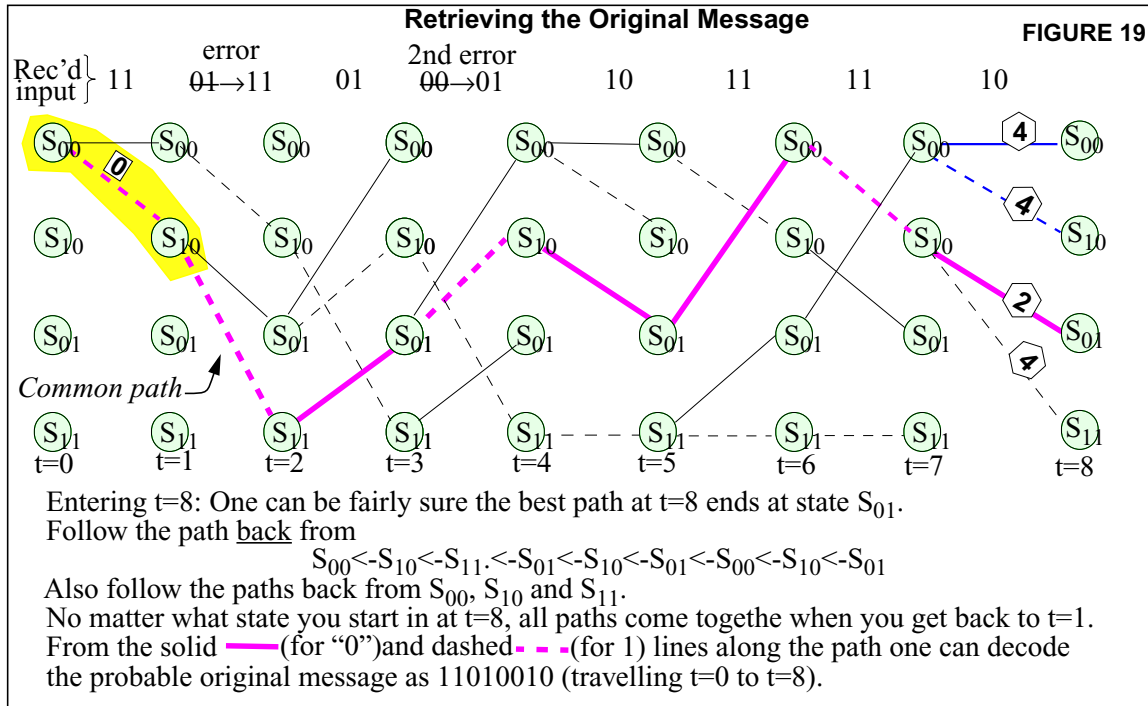 Retrieving the Original Message
FIGURE 19
error 2nd error
Rec'd input } 11 01→11 01 00→01 10 11 11 10
S00 S00 S00 S00 S00 S00 S00 S00 4 S00
0
4
S10 S10 S10 S10 S10 S10 S10 S10 S10
2
S01 S01 S01 S01 S01 S01 S01 S01 S01
4
Common path
S11 S11 S11 S11 S11 S11 S11 S11 S11
t=0 t=1 t=2 t=3 t=4 t=5 t=6 t=7 t=8
Entering t=8: One can be fairly sure the best path at t=8 ends at state S01.
Follow the path back from
S00<-S10<-S11.<-S01<-S10<-S01<-S00<-S10<-S01
Also follow the paths back from S00, S10 and S11.
No matter what state you start in at t=8, all paths come togethe when you get back to t=1.
From the solid (for “0”)and dashed (for 1) lines along the path one can decode
the probable original message as 11010010 (travelling t=0 to t=8).